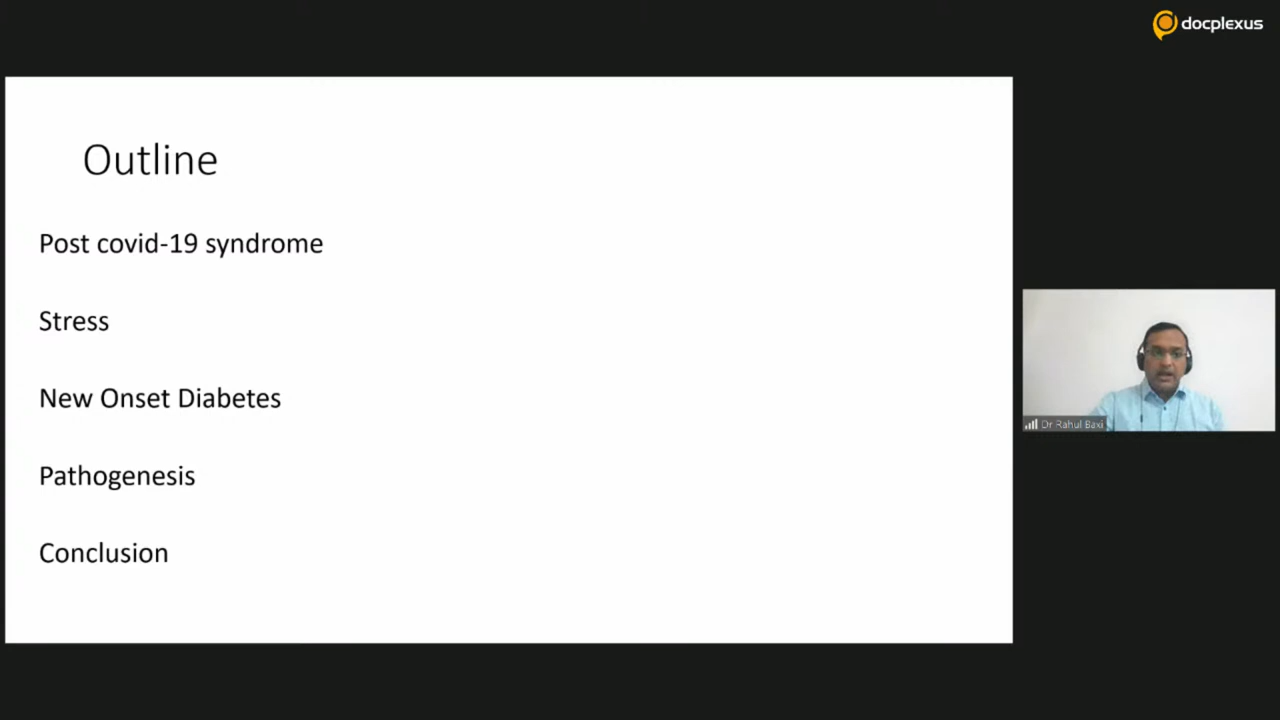 docplexus
Outline
Post covid-19 syndrome
Stress
New Onset Diabetes
Pathogenesis
Conclusion
Dr Rahul Baxi